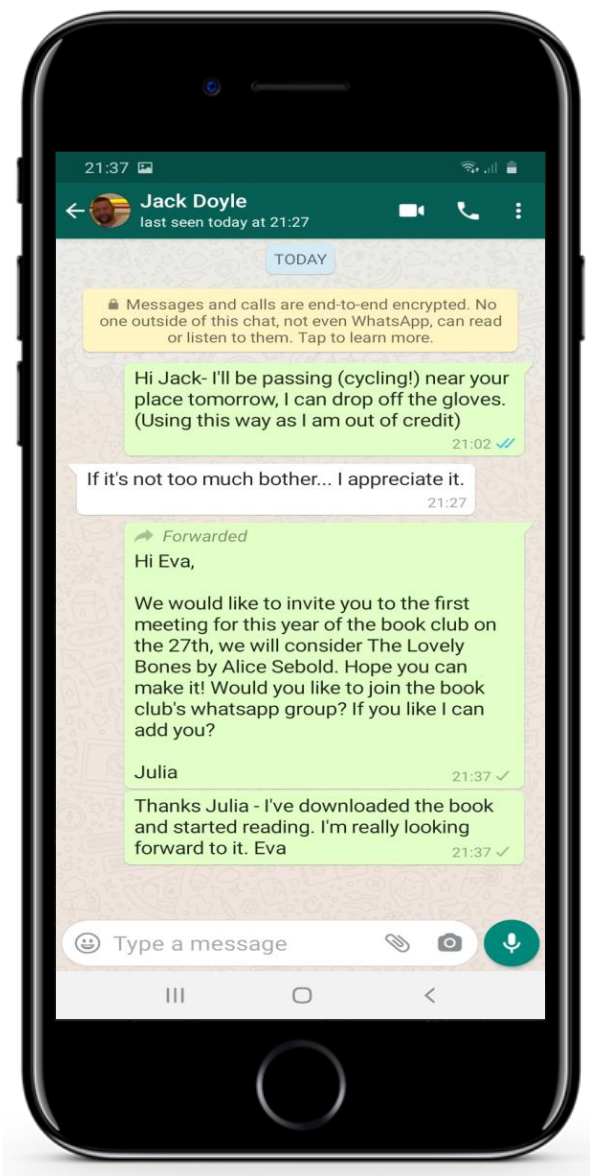 21:37
Jack Doyle
last seen today at 21:27
TODAY
Messages and calls are end-to-end encrypted. No
one outside of this chat, not even WhatsApp, can read
or listen to them. Tap to learn more.
Hi Jack- I'll be passing (cycling!) near your
place tomorrow, I can drop off the gloves.
(Using this way as I am out of credit)
21:02
If it's not too much bother... I appreciate it.
21:27
Forwarded
Hi Eva,
We would like to invite you to the first
meeting for this year of the book club on
the 27th, we will consider The Lovely
Bones by Alice Sebold. Hope you can
make it! Would you like to join the book
club's whatsapp group? If you like I can
add you?
Julia
21:37
Thanks Julia - I've downloaded the book
and started reading. I'm really looking
forward to it. Eva
21:37
Type a message